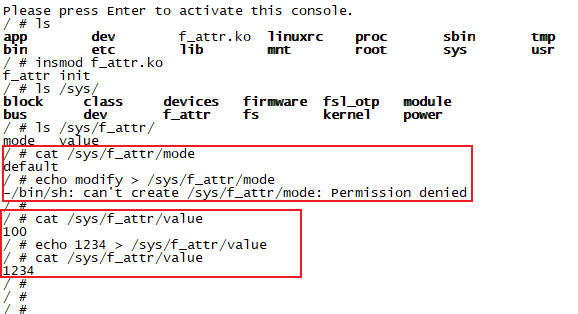 Please press Enter to activate this console.
/ # ls
app dev f_attr.ko linuxrc proc sbin tmp
bin etc lib mnt root sys usr
/ # insmod f_attr.ko
f_attr init
/ # ls /sys/
block class devices firmware fsl_otp module
bus dev f_attr fs kernel power
/ # ls /sys/f_attr/
mode value
/ # cat /sys/f_attr/mode
default
/ # echo modify > /sys/f_attr/mode
-/bin/sh: can't create /sys/f_attr/mode: Permission denied
/ #
/ # cat /sys/f_attr/value
100
/ # echo 1234 > /sys/f_attr/value
/ # cat /sys/f_attr/value
1234
/ #
/ #
/ #